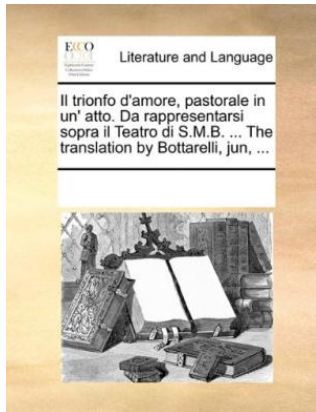 ECCO
Literature and Language
Il trionfo d'amore, pastorale in
un' atto. Da rappresentarsi
sopra il Teatro di S.M.B. ... The
translation by Bottarelli, jun, ...